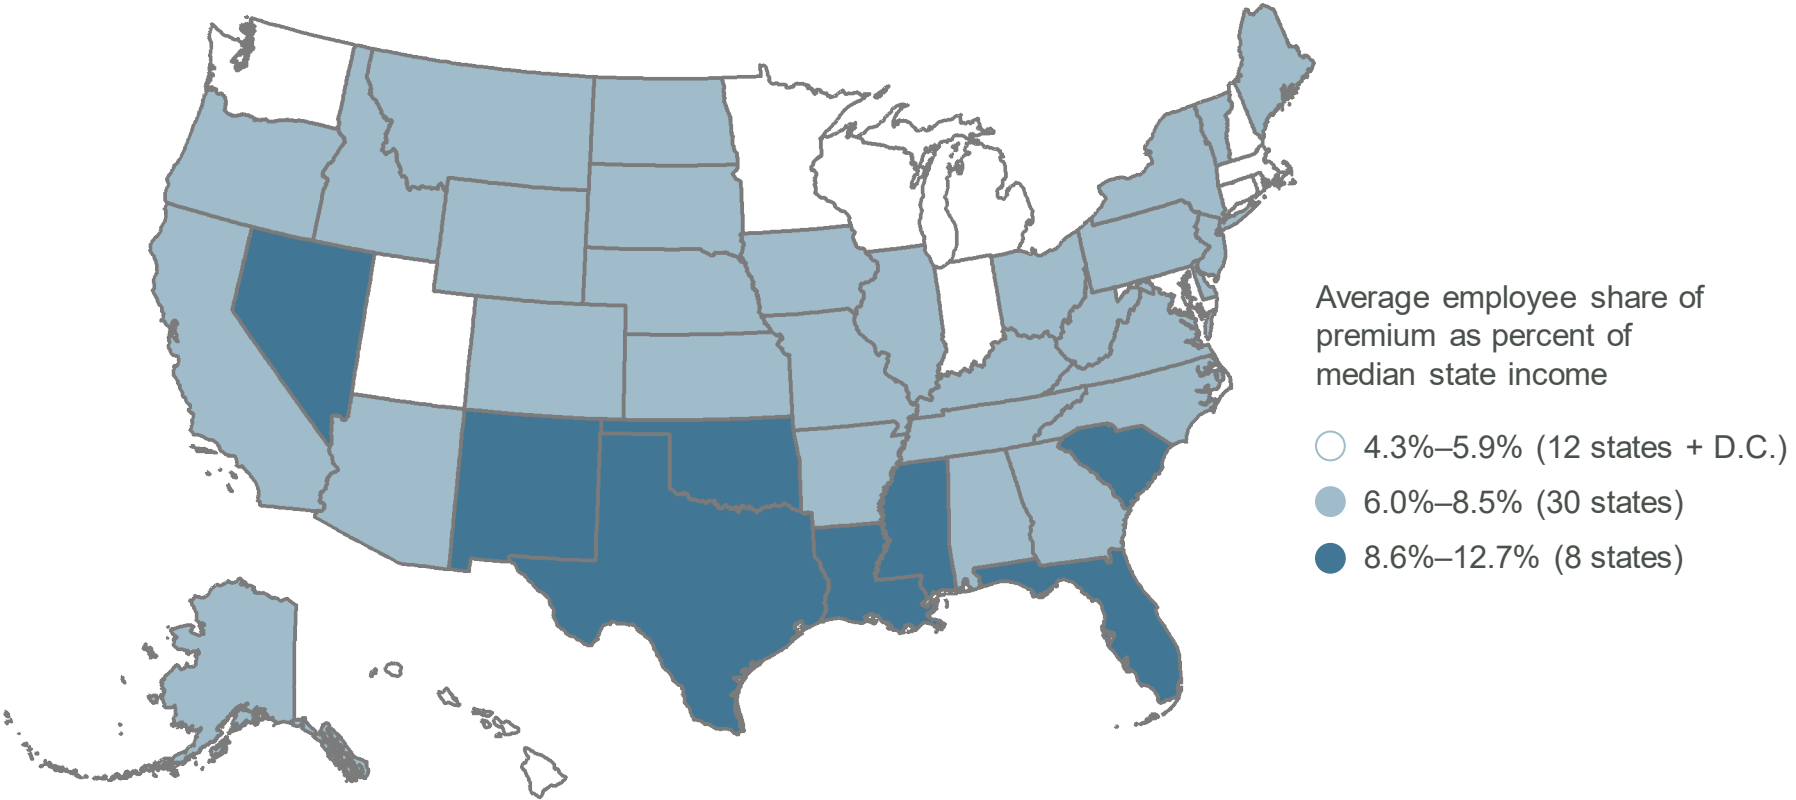 Average employee share of
premium as percent of
median state income
4.3%–5.9% (12 states + D.C.)
6.0%–8.5% (30 states)
8.6%–12.7% (8 states)